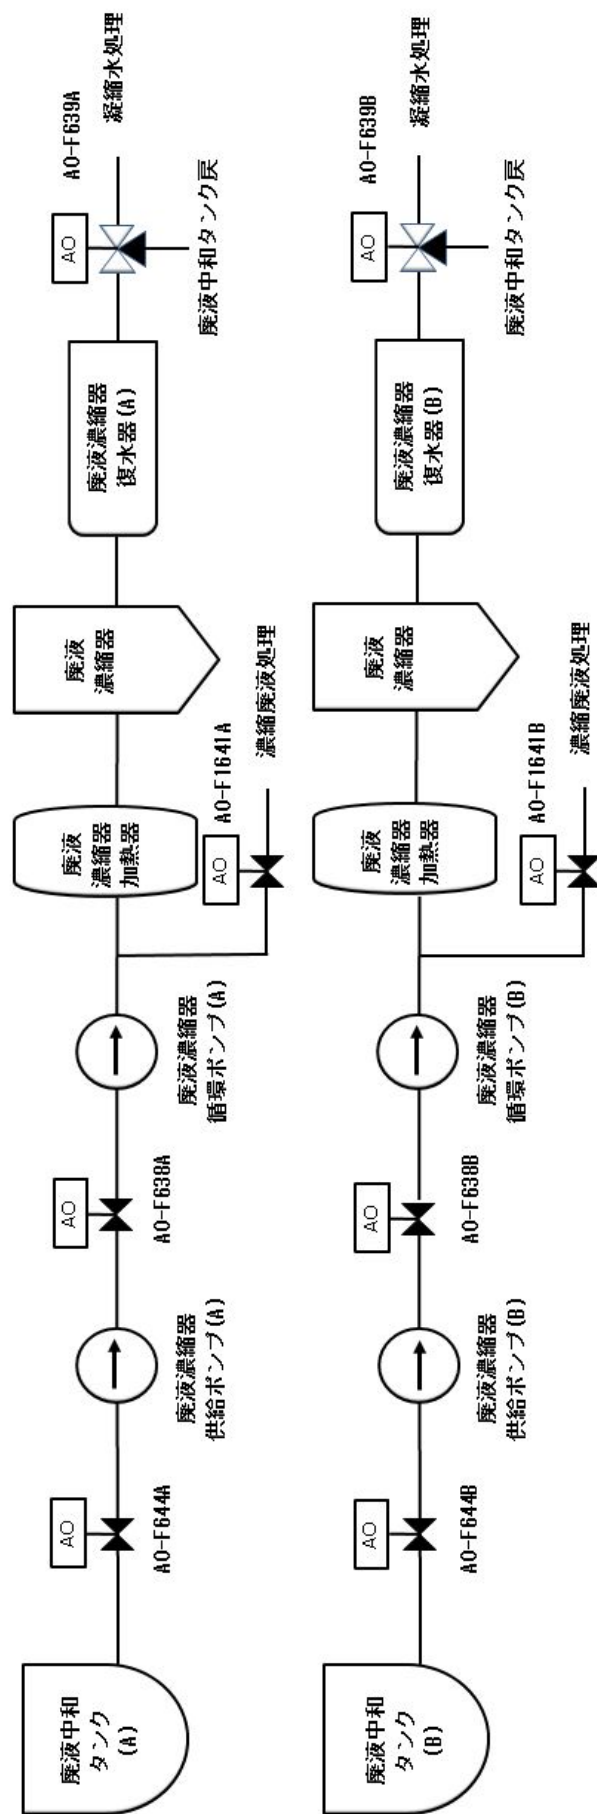 廃液中和
タンク
(A)
AO
AO-F644A
廃液濃縮器
供給ポンプ(A)
AO
AO-F638A
廃液濃縮器
循環ポンプ(A)
廃液
濃縮器
加熱器
AO
AO-F1641A
濃縮廃液処理
廃液
濃縮器
廃液濃縮器
復水器(A)
AO
AO-F639A
凝縮水処理
廃液中和タンク戻
廃液中和
タンク
(B)
AO
AO-F644B
廃液濃縮器
供給ポンプ(B)
AO
AO-F638B
廃液濃縮器
循環ポンプ(B)
廃液
濃縮器
加熱器
AO
AO-F1641B
濃縮廃液処理
廃液
濃縮器
廃液濃縮器
復水器(B)
AO
AO-F639B
凝縮水処理
廃液中和タンク戻